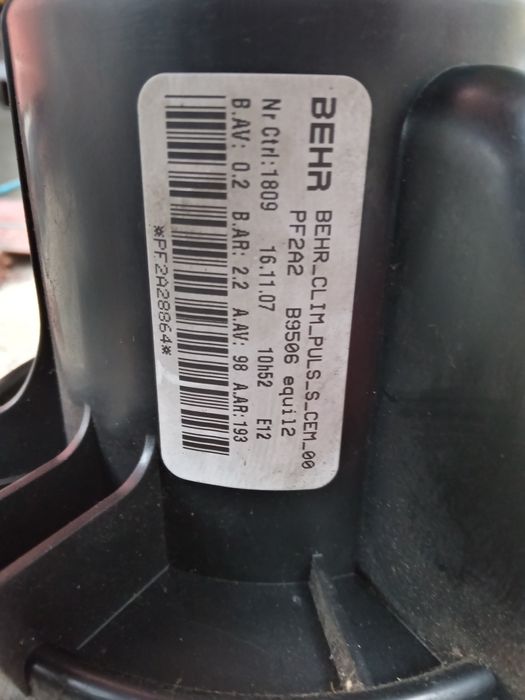 BEHR BEHR_CLIM_PULS_S_CEM_00
PF2A2 B9506 equil2
Nr Ctrl:1809 16.11.07 10h52 E12
B.AV: 0.2 B.AR: 2.2 A.AV: 98 A.AR:193
*PF2A28864*